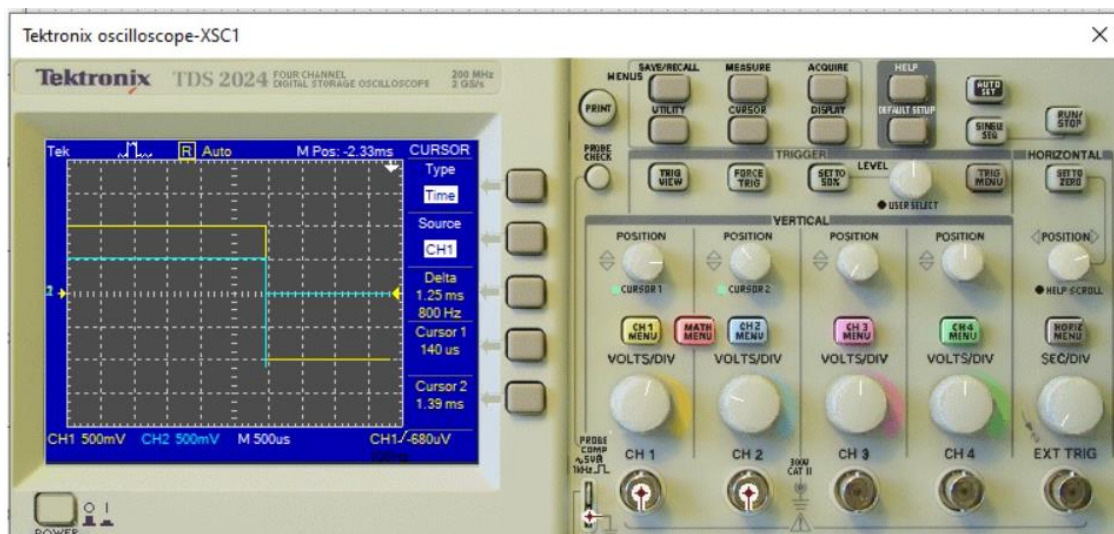 Tektronix oscilloscope-XSC1
Tektronix TDS 2024 FOUR CHANNEL DIGITAL STORAGE OSCILLOSCOPE 200 MHz 2 GS/s
Tek R Auto M Pos: -2.33ms CURSOR
Type
Time
Source
CH1
Delta
1.25 ms
800 Hz
Cursor 1
140 us
Cursor 2
1.39 ms
2
CH1 500mV CH2 500mV M 500us CH1 -680uV
POWER
MENUS
PRINT
PROBE CHECK
SAVE/RECALL MEASURE ACQUIRE
UTILITY CURSOR DISPLAY
HELP
DEFAULT SETUP
AUTO SET
SINGLE SEQ
RUN/STOP
TRIGGER
TRIG VIEW
FORCE TRIG
SET TO 50%
LEVEL
USER SELECT
TRIG MENU
HORIZONTAL
SET TO ZERO
VERTICAL
POSITION POSITION POSITION POSITION POSITION
CURSOR 1 CURSOR 2 HELP SCROLL
CH 1 MENU
MATH MENU
CH 2 MENU
CH 3 MENU
CH4 MENU
HORIZ MENU
VOLTS/DIV VOLTS/DIV VOLTS/DIV VOLTS/DIV SEC/DIV
PROBE COMP
~5V
1kHz
CH 1 CH 2 300V CAT II CH 3 CH 4 EXT TRIG